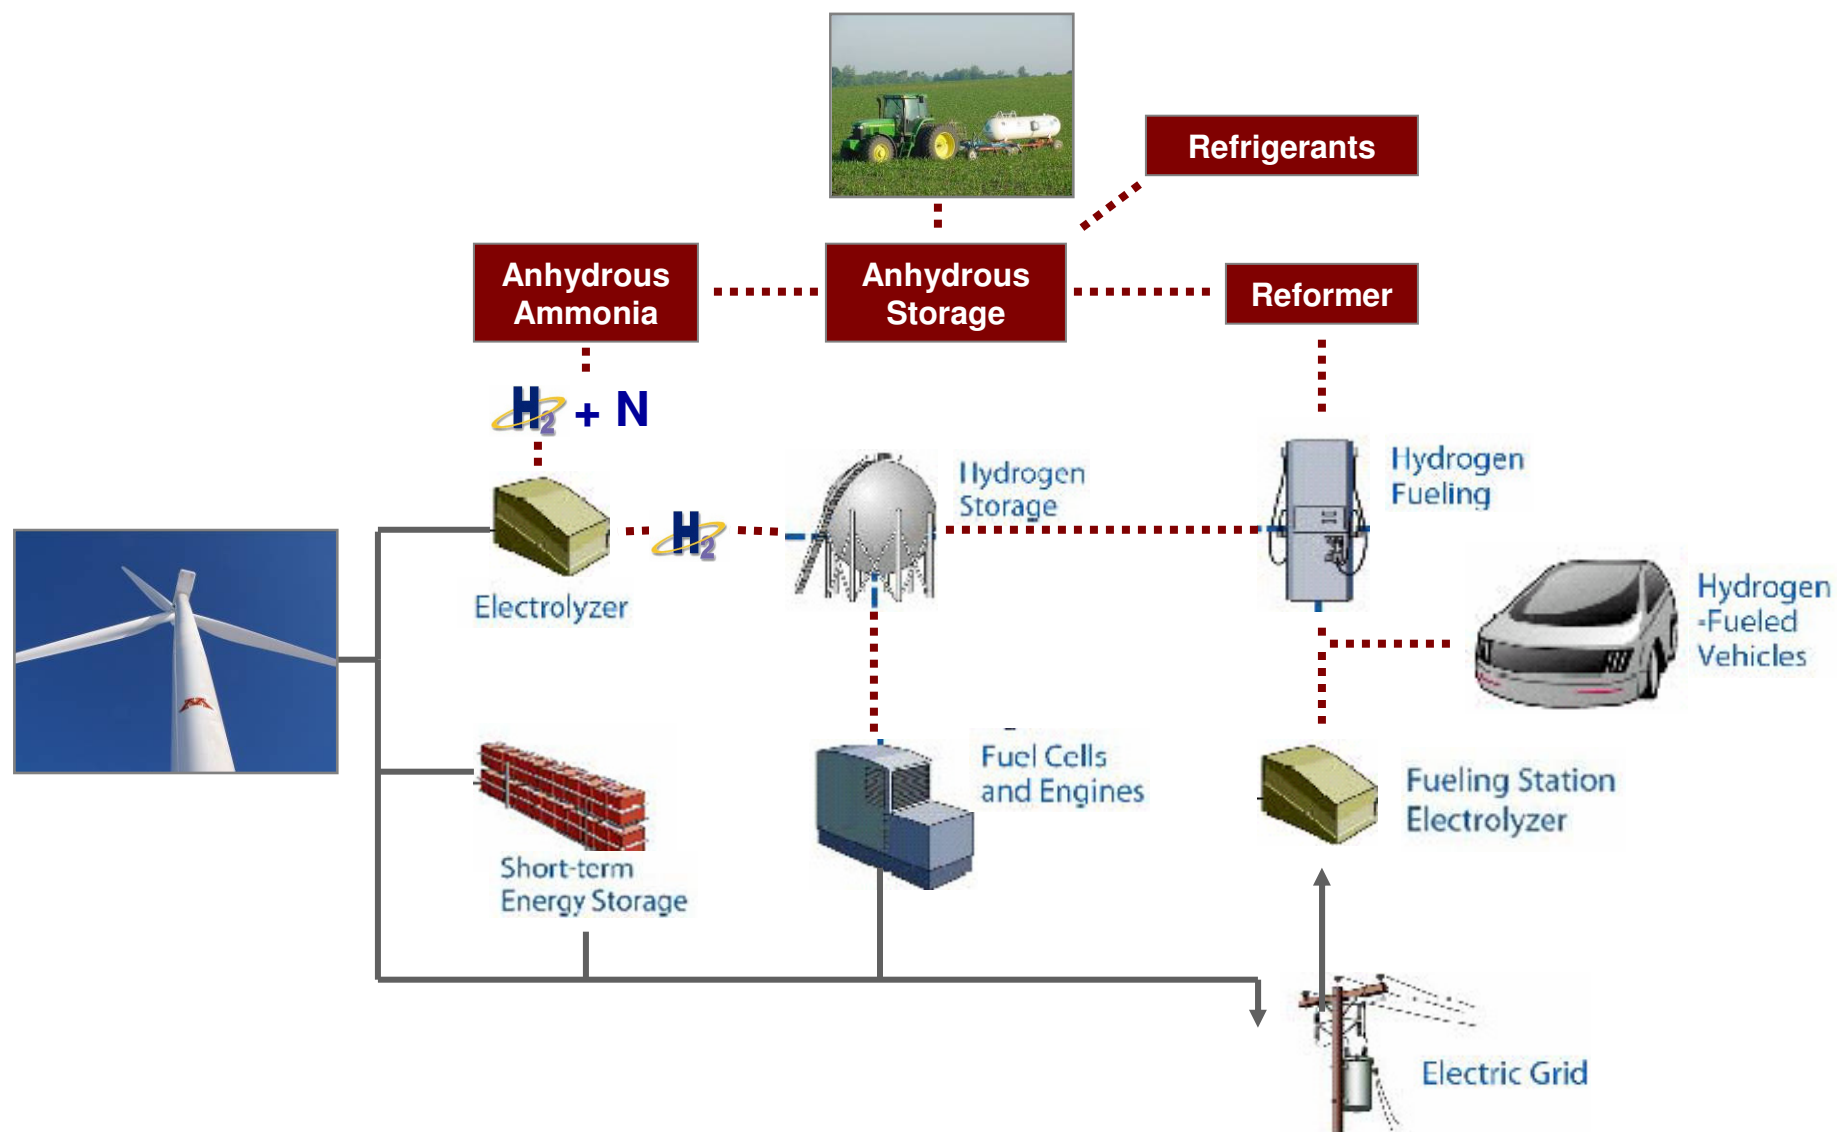 Refrigerants
Anhydrous
Ammonia
Anhydrous
Storage
Reformer
H2 + N
Hydrogen
Storage
Hydrogen
Fueling
H2
Electrolyzer
Hydrogen
-Fueled
Vehicles
Fuel Cells
and Engines
Fueling Station
Electrolyzer
Short-term
Energy Storage
Electric Grid